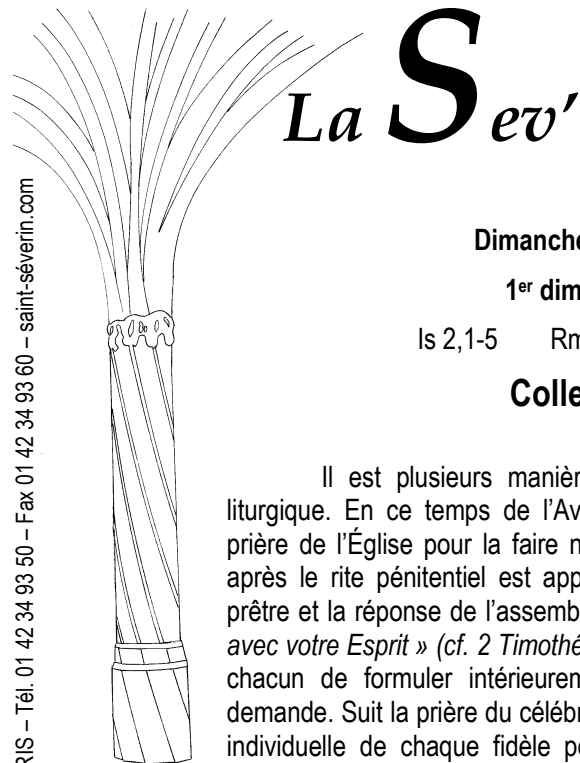 La Sev'
Dimanche
1er dim
Is 2,1-5 Rm
Colle
Il est plusieurs manièr
liturgique. En ce temps de l'Av
prière de l'Église pour la faire n
après le rite pénitentiel est app
prêtre et la réponse de l'assemb
avec votre Esprit » (cf. 2 Timothé
chacun de formuler intérieurem
demande. Suit la prière du célébr
individuelle de chaque fidèle p
RIS – Tél. 01 42 34 93 50 – Fax 01 42 34 93 60 – saint-séverin.com